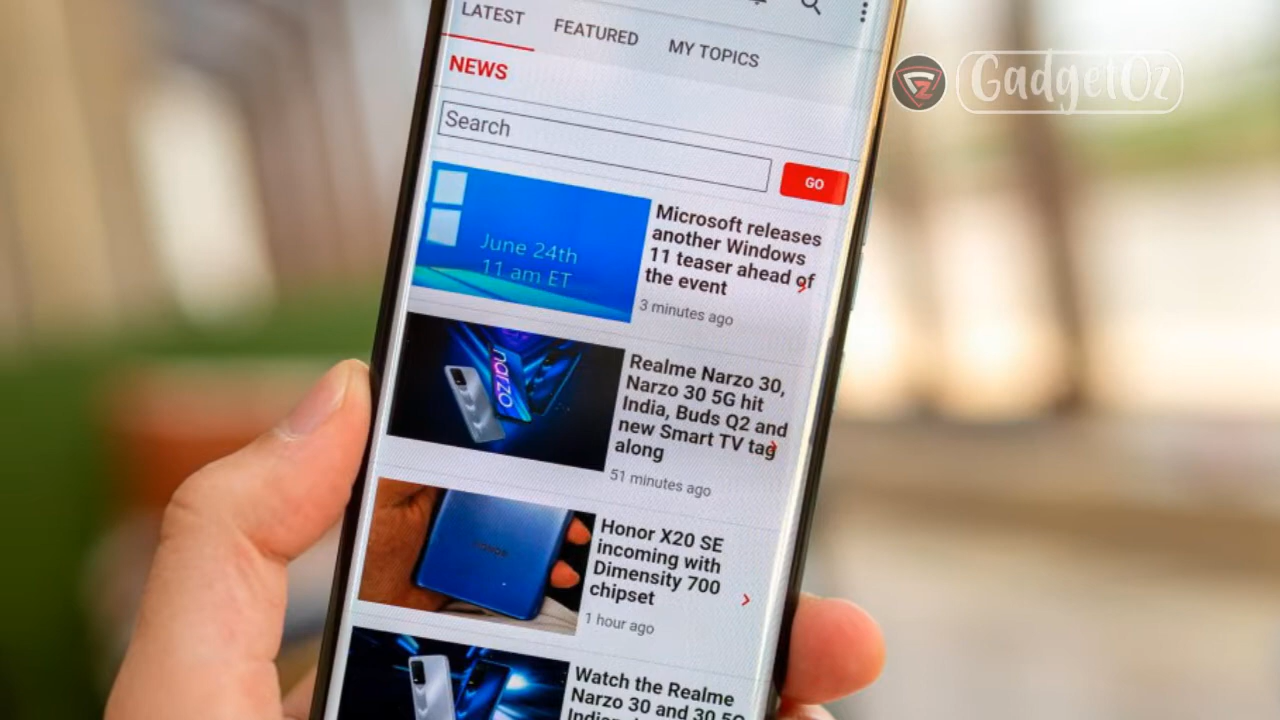 LATEST FEATURED MY TOPICS
GadgetOz
NEWS
Search
GO
June 24th
11 am ET
Microsoft releases
another Windows
11 teaser ahead of
the event
3 minutes ago
narzo
Realme Narzo 30,
Narzo 30 5G hit
India, Buds Q2 and
new Smart TV tag
along
51 minutes ago
HONOR
Honor X20 SE
incoming with
Dimensity 700
chipset
1 hour ago
Watch the Realme
Narzo 30 and 30 5G